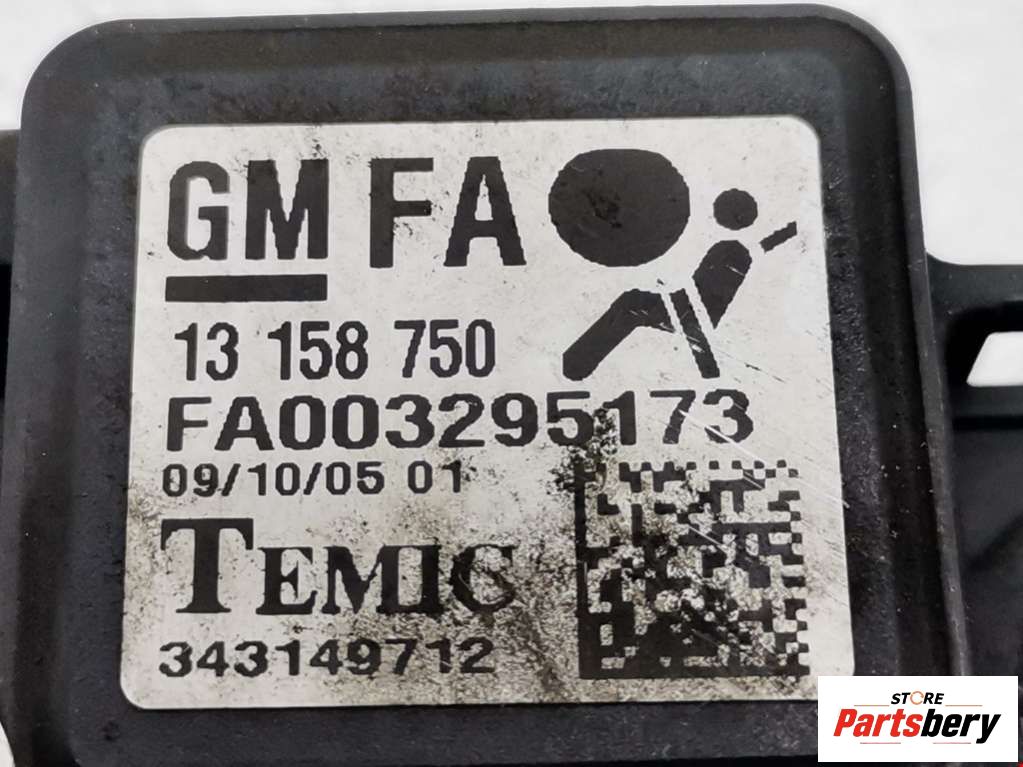 GM FA
13 158 750
FA003295173
09/10/05 01
TEMIC
343149712
STORE
Partsbery